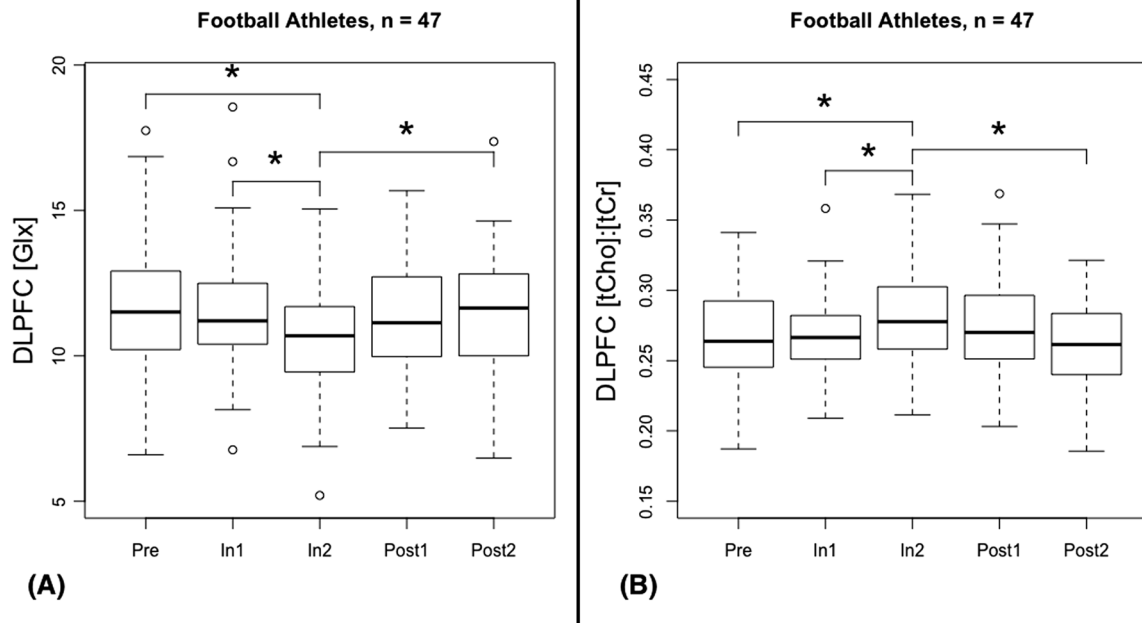 Football Athletes, n = 47
20
15
10
5
DLPFC [Glx]
*
*
*
Pre In1 In2 Post1 Post2
(A)
Football Athletes, n = 47
0.45
0.40
0.35
0.30
0.25
0.20
0.15
DLPFC [tCho]:[tCr]
*
*
*
Pre In1 In2 Post1 Post2
(B)